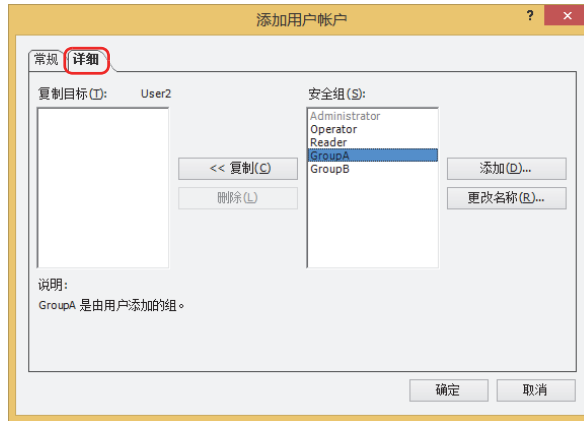 添加用户帐户
?
×
常规
详细
复制目标(T): User2
安全组(S):
Administrator
Operator
Reader
GroupA
GroupB
<< 复制(C)
删除(L)
添加(D)...
更改名称(R)...
说明:
GroupA 是由用户添加的组。
确定
取消